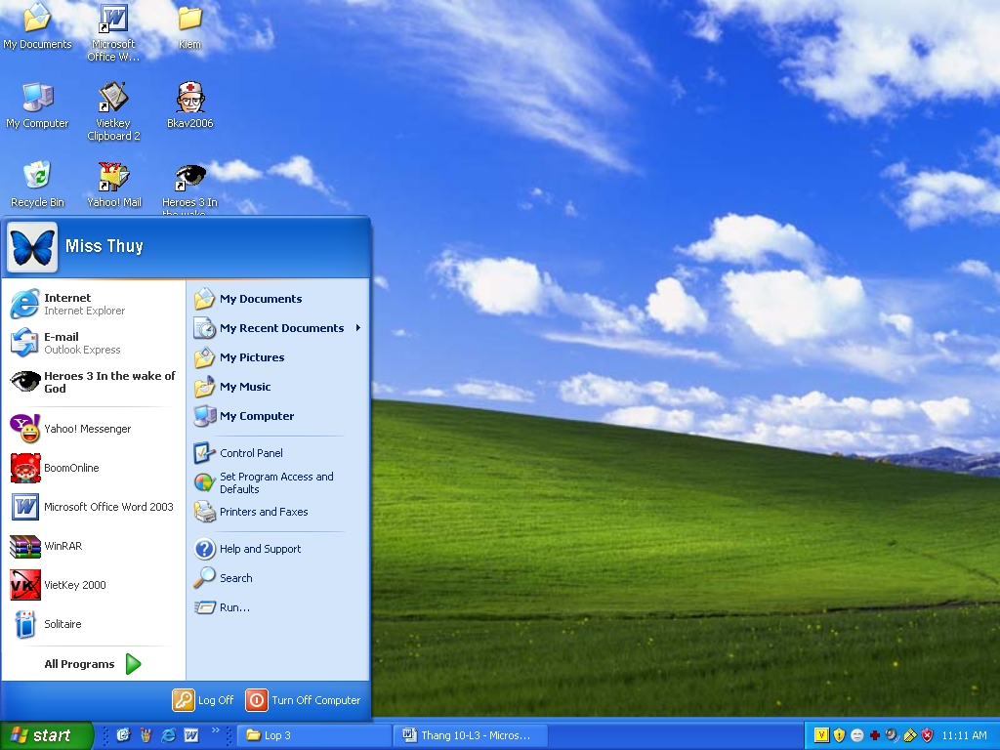 My Documents
Microsoft
Office W...
Kiem
My Computer
Vietkey
Clipboard 2
Bkav2006
Recycle Bin
Yahoo! Mail
Heroes 3 In
the wake
Miss Thuy
Internet
Internet Explorer
E-mail
Outlook Express
Heroes 3 In the wake of
God
Yahoo! Messenger
BoomOnline
Microsoft Office Word 2003
WinRAR
VietKey 2000
Solitaire
All Programs
My Documents
My Recent Documents
My Pictures
My Music
My Computer
Control Panel
Set Program Access and
Defaults
Printers and Faxes
Help and Support
Search
Run...
Log Off
Turn Off Computer
start
Lop 3
Thang 10-L3 - Micros...
V
11:11 AM